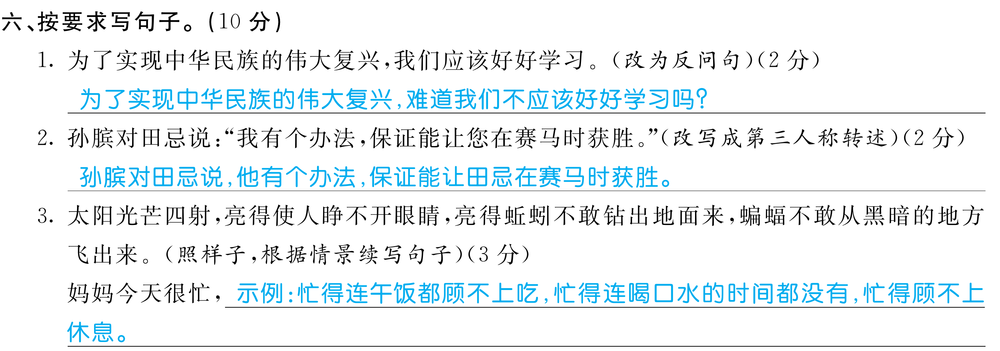 六、按要求写句子。(10 分)
1. 为了实现中华民族的伟大复兴,我们应该好好学习。(改为反问句)(2 分)
为了实现中华民族的伟大复兴,难道我们不应该好好学习吗?
2. 孙膑对田忌说:“我有个办法,保证能让您在赛马时获胜。”(改写成第三人称转述)(2 分)
孙膑对田忌说,他有个办法,保证能让田忌在赛马时获胜。
3. 太阳光芒四射,亮得使人睁不开眼睛,亮得蚯蚓不敢钻出地面来,蝙蝠不敢从黑暗的地方
飞出来。(照样子,根据情景续写句子)(3 分)
妈妈今天很忙,示例:忙得连午饭都顾不上吃,忙得连喝口水的时间都没有,忙得顾不上
休息。